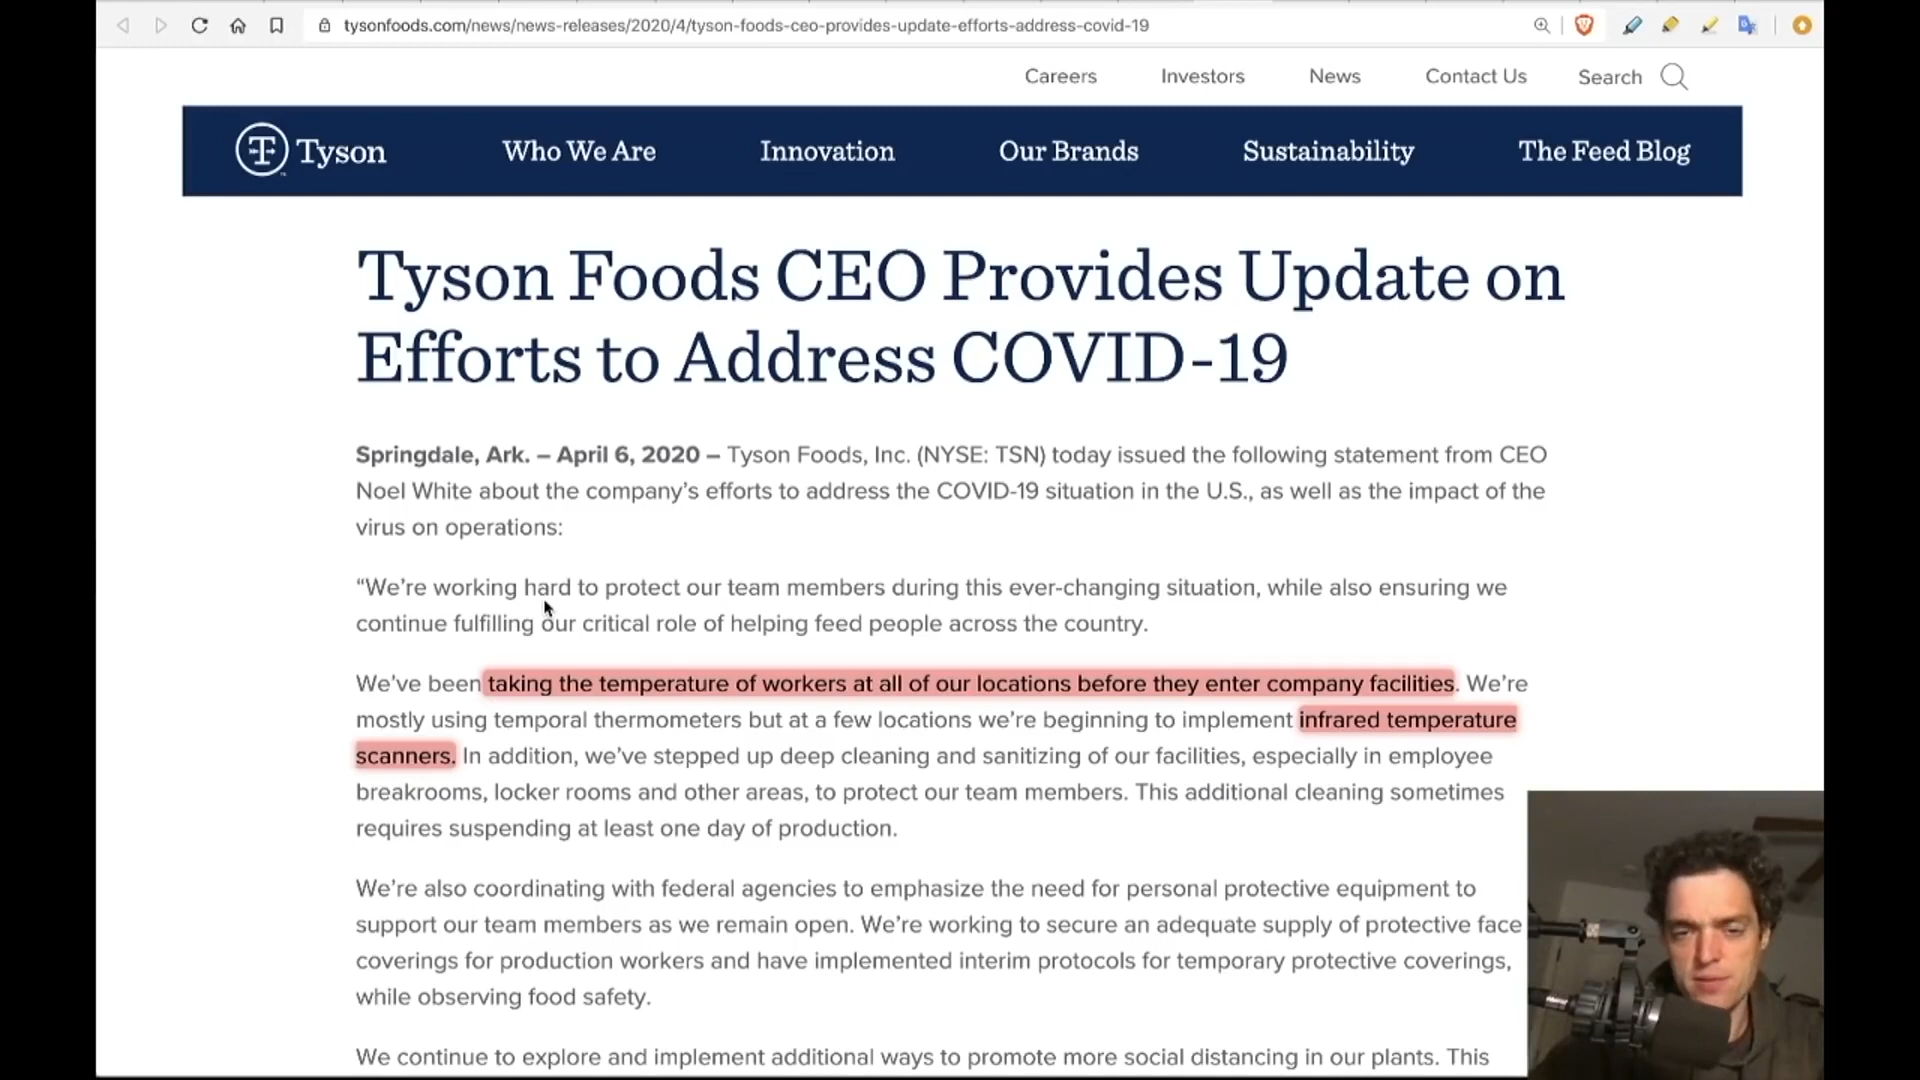 tysonfoods.com/news/news-releases/2020/4/tyson-foods-ceo-provides-update-efforts-address-covid-19
Careers Investors News Contact Us Search
Tyson Who We Are Innovation Our Brands Sustainability The Feed Blog
Tyson Foods CEO Provides Update on
Efforts to Address COVID-19
Springdale, Ark. – April 6, 2020 – Tyson Foods, Inc. (NYSE: TSN) today issued the following statement from CEO
Noel White about the company’s efforts to address the COVID-19 situation in the U.S., as well as the impact of the
virus on operations:
“We’re working hard to protect our team members during this ever-changing situation, while also ensuring we
continue fulfilling our critical role of helping feed people across the country.
We’ve been taking the temperature of workers at all of our locations before they enter company facilities. We’re
mostly using temporal thermometers but at a few locations we’re beginning to implement infrared temperature
scanners. In addition, we’ve stepped up deep cleaning and sanitizing of our facilities, especially in employee
breakrooms, locker rooms and other areas, to protect our team members. This additional cleaning sometimes
requires suspending at least one day of production.
We’re also coordinating with federal agencies to emphasize the need for personal protective equipment to
support our team members as we remain open. We’re working to secure an adequate supply of protective face
coverings for production workers and have implemented interim protocols for temporary protective coverings,
while observing food safety.
We continue to explore and implement additional ways to promote more social distancing in our plants. This